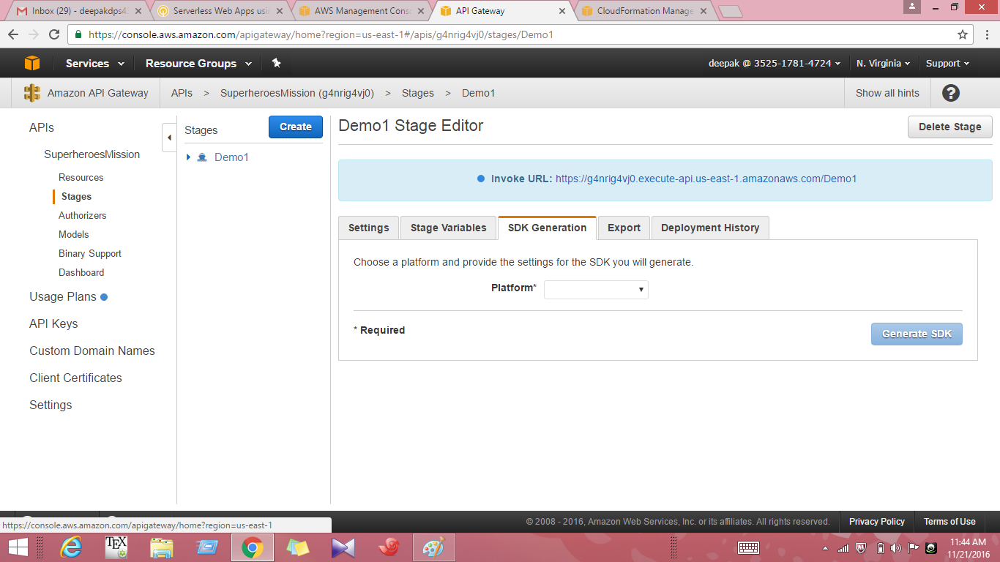 Inbox (29) - deepakdps4
Serverless Web Apps usin
AWS Management Cons
API Gateway
CloudFormation Manage
https://console.aws.amazon.com/apigateway/home?region=us-east-1#/apis/g4nrig4vj0/stages/Demo1
Services
Resource Groups
deepak @ 3525-1781-4724
N. Virginia
Support
Amazon API Gateway
APIs > SuperheroesMission (g4nrig4vj0) > Stages > Demo1
Show all hints
?
APIs
SuperheroesMission
Resources
Stages
Authorizers
Models
Binary Support
Dashboard
Usage Plans
API Keys
Custom Domain Names
Client Certificates
Settings
Stages
Create
Demo1
Demo1 Stage Editor
Delete Stage
Invoke URL: https://g4nrig4vj0.execute-api.us-east-1.amazonaws.com/Demo1
Settings
Stage Variables
SDK Generation
Export
Deployment History
Choose a platform and provide the settings for the SDK you will generate.
Platform*
* Required
Generate SDK
https://console.aws.amazon.com/apigateway/home?region=us-east-1
© 2008 - 2016, Amazon Web Services, Inc. or its affiliates. All rights reserved.
Privacy Policy
Terms of Use
TEX
11:44 AM
11/21/2016